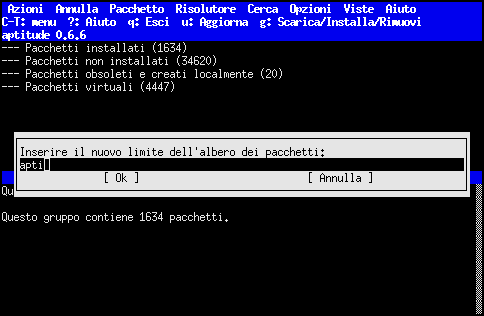 Azioni Annulla Pacchetto Risolutore Cerca Opzioni Viste Aiuto
C-T: menu ?: Aiuto q: Esci u: Aggiorna g: Scarica/Installa/Rimuovi
aptitude 0.6.6
--- Pacchetti installati (1634)
--- Pacchetti non installati (34620)
--- Pacchetti obsoleti e creati localmente (20)
--- Pacchetti virtuali (4447)
Inserire il nuovo limite dell'albero dei pacchetti:
apti
[ Ok ] [ Annulla ]
Qu
Questo gruppo contiene 1634 pacchetti.